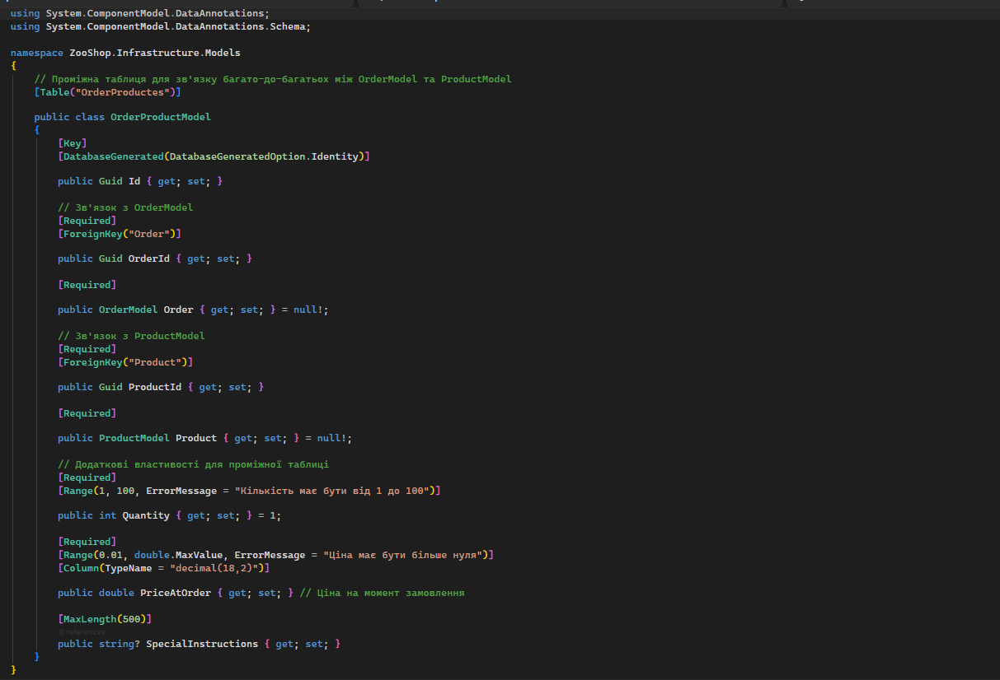 using System.ComponentModel.DataAnnotations;
using System.ComponentModel.DataAnnotations.Schema;
namespace ZooShop.Infrastructure.Models
{
// Проміжна таблиця для зв'язку багато-до-багатьох між OrderModel та ProductModel
[Table("OrderProductes")]
public class OrderProductModel
{
[Key]
[DatabaseGenerated(DatabaseGeneratedOption.Identity)]
public Guid Id { get; set; }
// Зв'язок з OrderModel
[Required]
[ForeignKey("Order")]
public Guid OrderId { get; set; }
[Required]
public OrderModel Order { get; set; } = null!;
// Зв'язок з ProductModel
[Required]
[ForeignKey("Product")]
public Guid ProductId { get; set; }
[Required]
public ProductModel Product { get; set; } = null!;
// Додаткові властивості для проміжної таблиці
[Required]
[Range(1, 100, ErrorMessage = "Кількість має бути від 1 до 100")]
public int Quantity { get; set; } = 1;
[Required]
[Range(0.01, double.MaxValue, ErrorMessage = "Ціна має бути більше нуля")]
[Column(TypeName = "decimal(18,2)")]
public double PriceAtOrder { get; set; } // Ціна на момент замовлення
[MaxLength(500)]
0 references
public string? SpecialInstructions { get; set; }
}
}